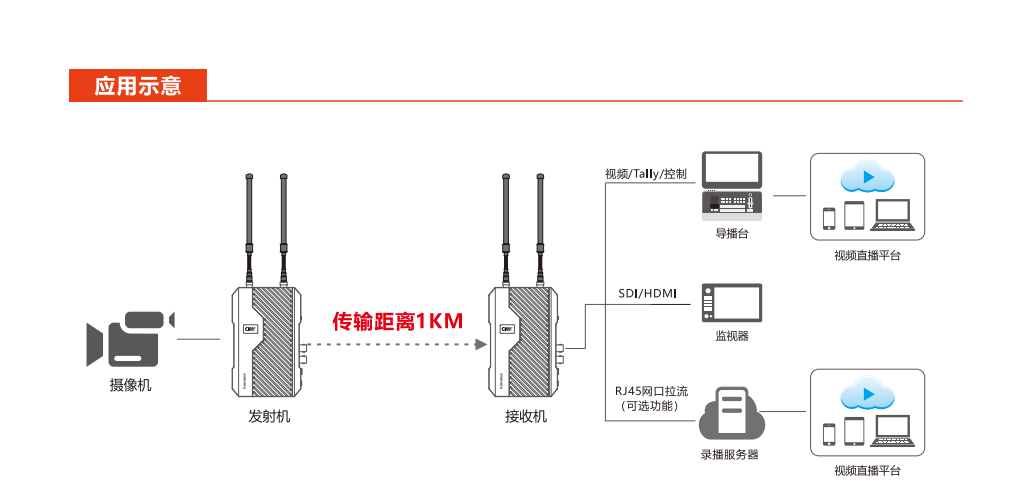 应用示意
视频/Tally/控制
导播台
视频直播平台
SDI/HDMI
传输距离1KM
监视器
摄像机
发射机
接收机
RJ45网口拉流
（可选功能）
录播服务器
视频直播平台